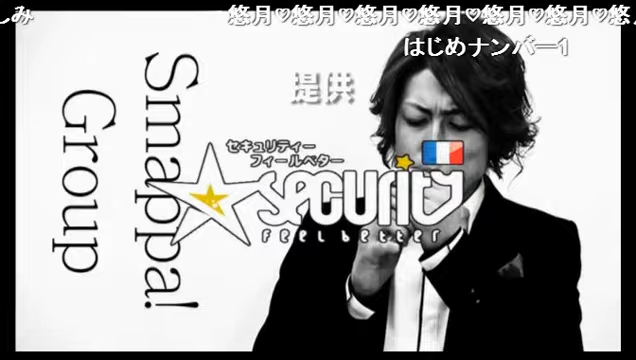 しみ
悠月♡悠月♡悠月♡悠月♡悠月♡悠月♡悠
はじめナンバー1
提供
セキュリティー
フィールベター
security
feel better
Smappa!
Group